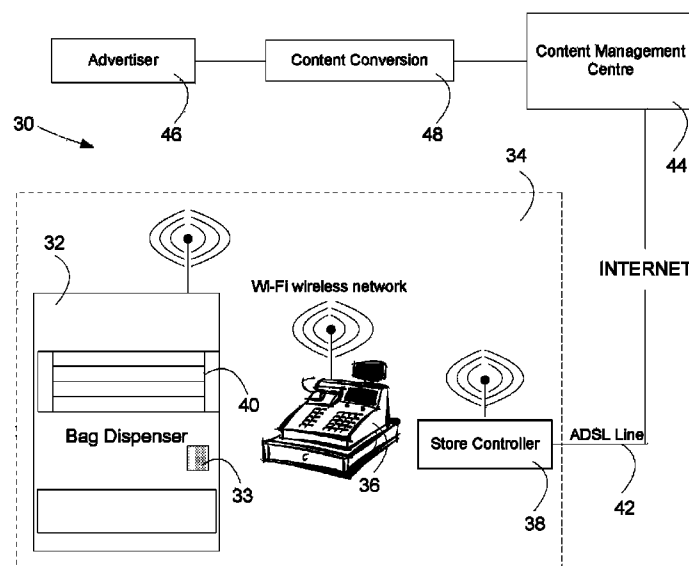 Advertiser
Content Conversion
Content Management
Centre
46
48
44
30
34
32
INTERNET
Wi-Fi wireless network
40
Bag Dispenser
33
36
Store Controller
ADSL Line
38
42